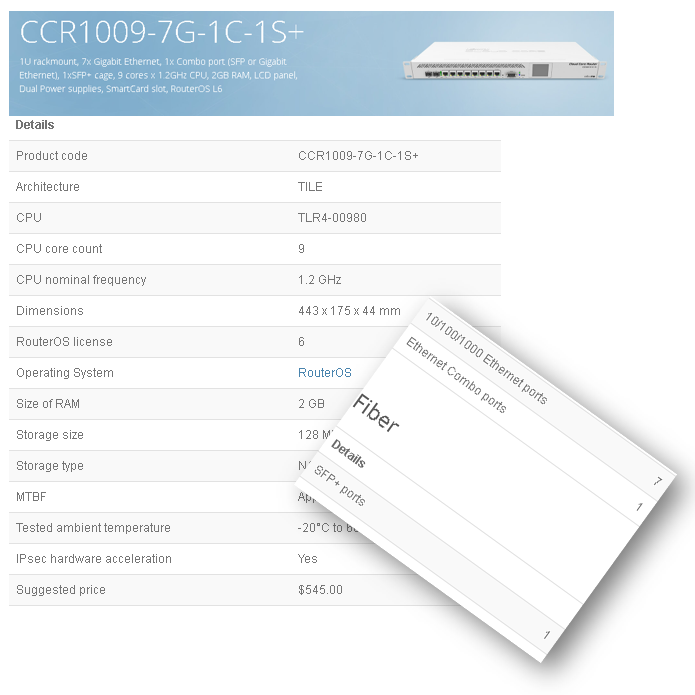 CCR1009-7G-1C-1S+
1U rackmount, 7x Gigabit Ethernet, 1x Combo port (SFP or Gigabit
Ethernet), 1xSFP+ cage, 9 cores x 1.2GHz CPU, 2GB RAM, LCD panel,
Dual Power supplies, SmartCard slot, RouterOS L6
Details
Product code CCR1009-7G-1C-1S+
Architecture TILE
CPU TLR4-00980
CPU core count 9
CPU nominal frequency 1.2 GHz
Dimensions 443 x 175 x 44 mm
RouterOS license 6
Operating System RouterOS
Size of RAM 2 GB
Storage size 128
Storage type
MTBF
Tested ambient temperature -20°C to
IPsec hardware acceleration Yes
Suggested price $545.00
10/100/1000 Ethernet ports 7
Ethernet Combo ports 1
Fiber
Details
SFP+ ports 1